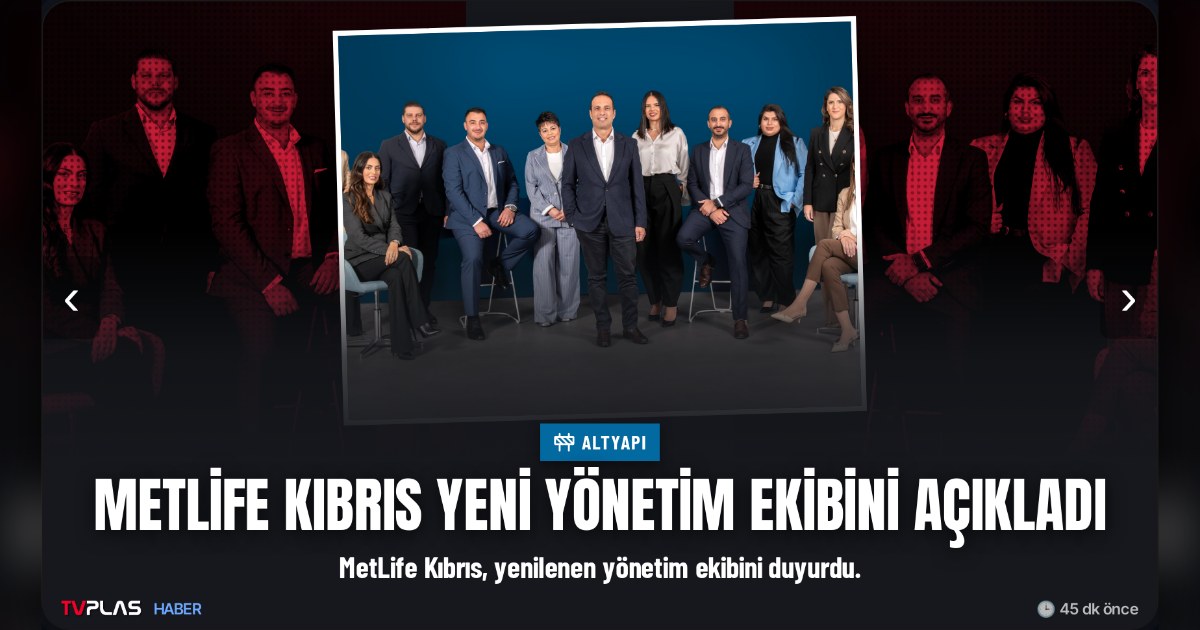 ALTYAPI
METLİFE KIBRIS YENİ YÖNETİM EKİBİNİ AÇIKLADI
MetLife Kıbrıs, yenilenen yönetim ekibini duyurdu.
TVPLAS HABER
45 dk önce